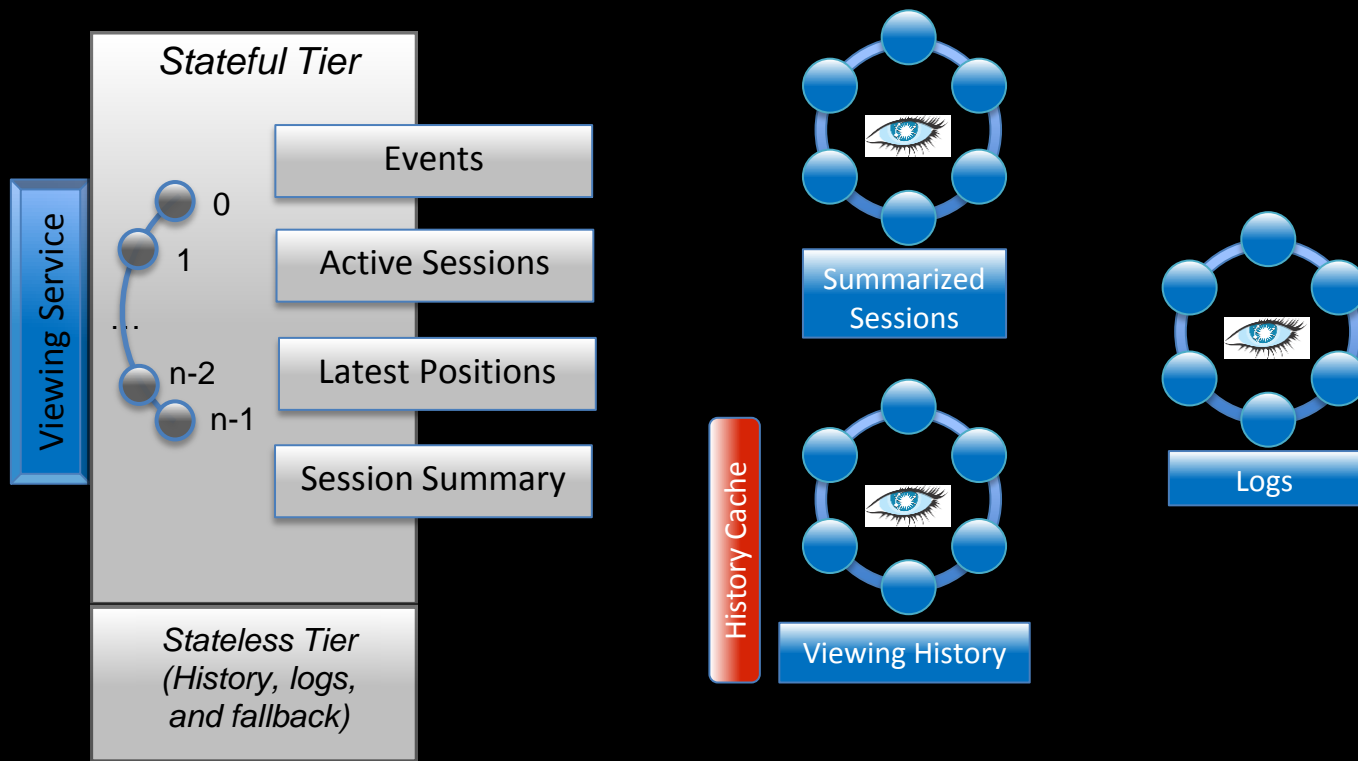 Stateful Tier
Viewing Service
0
1
...
n-2
n-1
Events
Active Sessions
Latest Positions
Session Summary
Stateless Tier
(History, logs,
and fallback)
Summarized
Sessions
History Cache
Viewing History
Logs